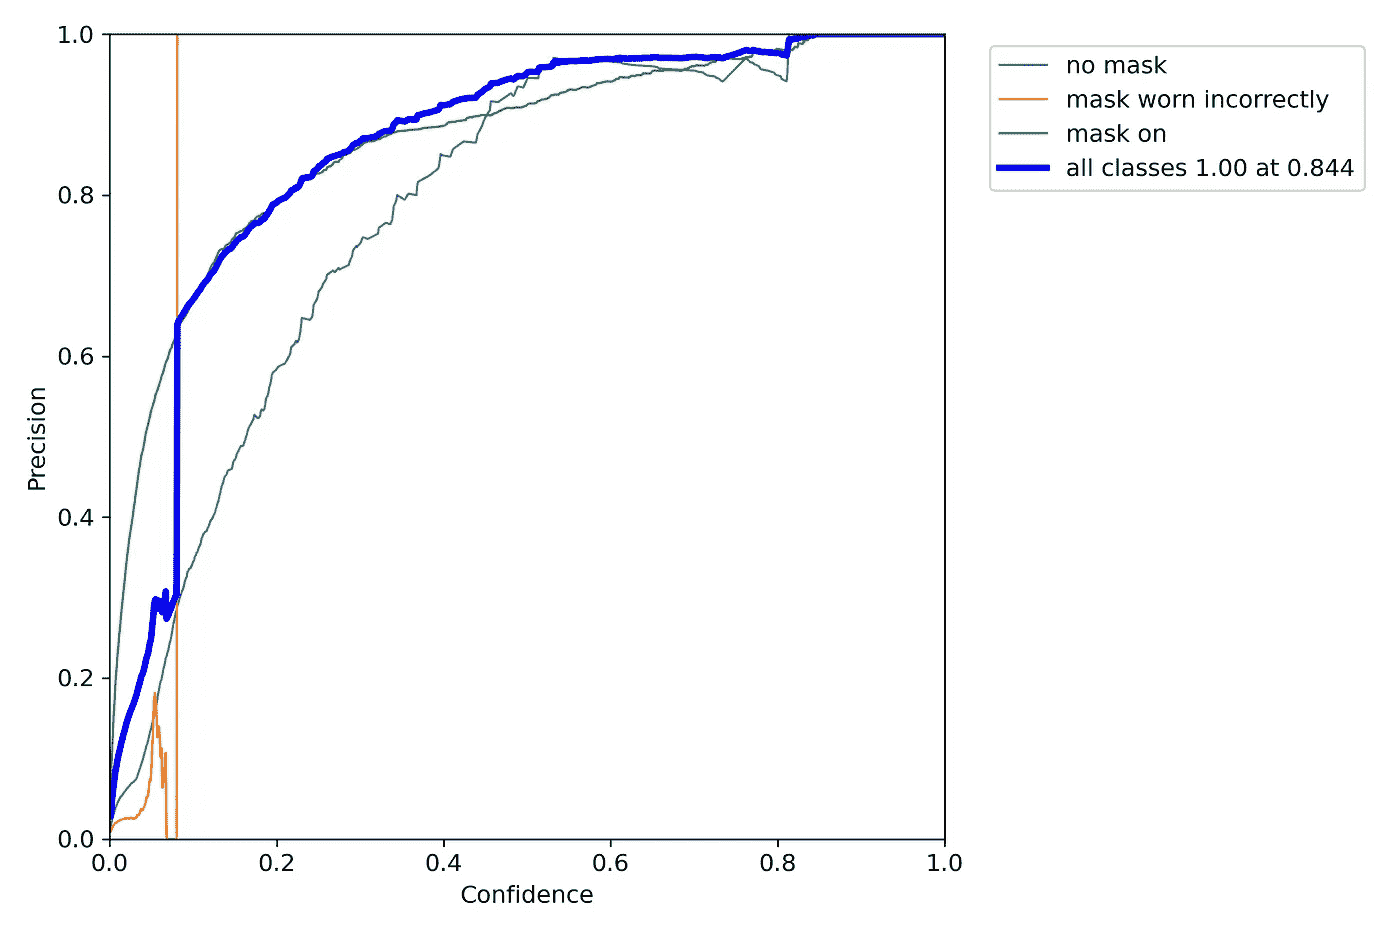 1.0
0.8
0.6
0.4
0.2
0.0
Precision
0.0 0.2 0.4 0.6 0.8 1.0
Confidence
no mask
mask worn incorrectly
mask on
all classes 1.00 at 0.844